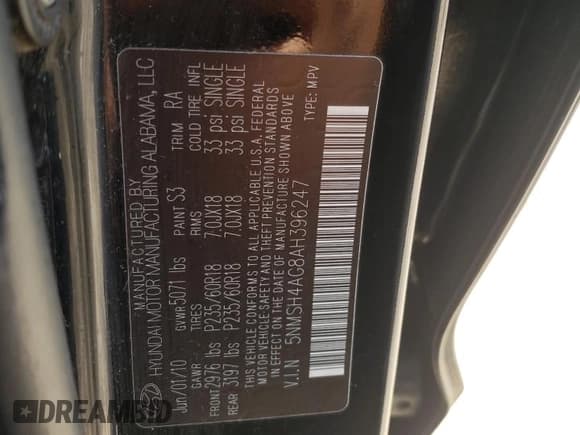 MANUFACTURED BY
HYUNDAI MOTOR MANUFACTURING ALABAMA, LLC
Jun/01/10 GVWR 5071 lbs PAINT S3 TRIM RA
GAWR TIRES RIMS COLD TIRE INFL
FRONT 2976 lbs P235/60R18 7.0JX18 33 psi SINGLE
REAR 3197 lbs P235/60R18 7.0JX18 33 psi SINGLE
THIS VEHICLE CONFORMS TO ALL APPLICABLE U.S.A. FEDERAL
MOTOR VEHICLE SAFETY AND THEFT PREVENTION STANDARDS
IN EFFECT ON THE DATE OF MANUFACTURE SHOWN ABOVE
V.I.N 5NMSH4AG8AH396247 TYPE: MPV
DREAMBID